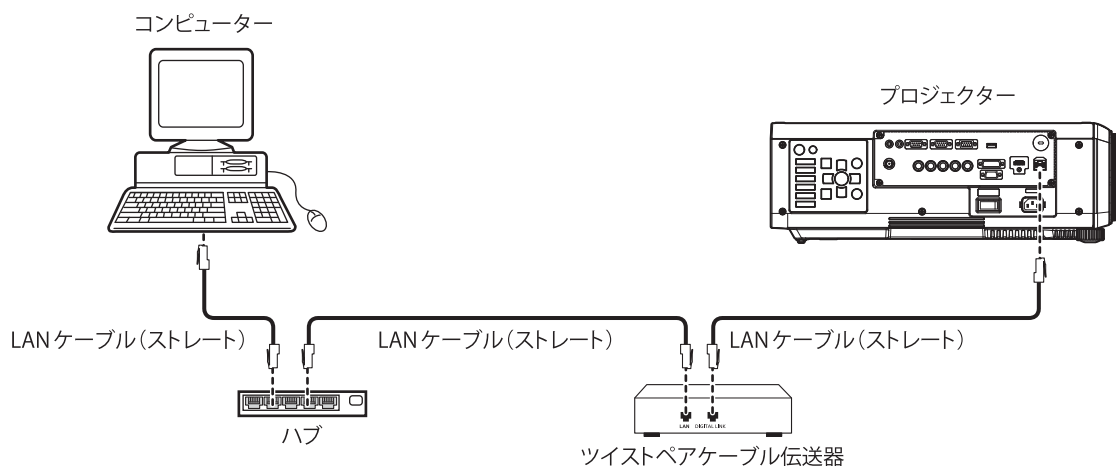 コンピューター
プロジェクター
LANケーブル（ストレート）
LANケーブル（ストレート）
LANケーブル（ストレート）
LAN DIGITAL LINK
ハブ
ツイストペアケーブル伝送器